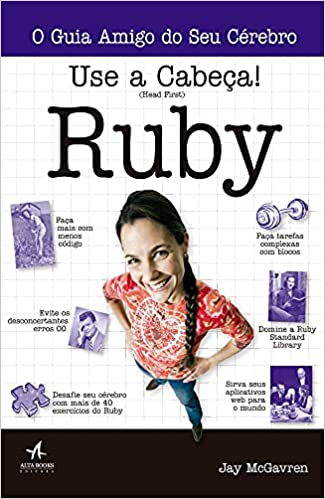 O Guia Amigo do Seu Cérebro
Use a Cabeça!
(Head First)
Ruby
Faça
mais com
menos
código
Faça tarefas
complexas
com blocos
Evite os
desconcertantes
erros OO
Domine a Ruby
Standard
Library
Desafie seu cérebro
com mais de 40
exercícios do Ruby
Sirva seus
aplicativos
web para
o mundo
ALTA BOOKS
EDITORA
Jay McGavren